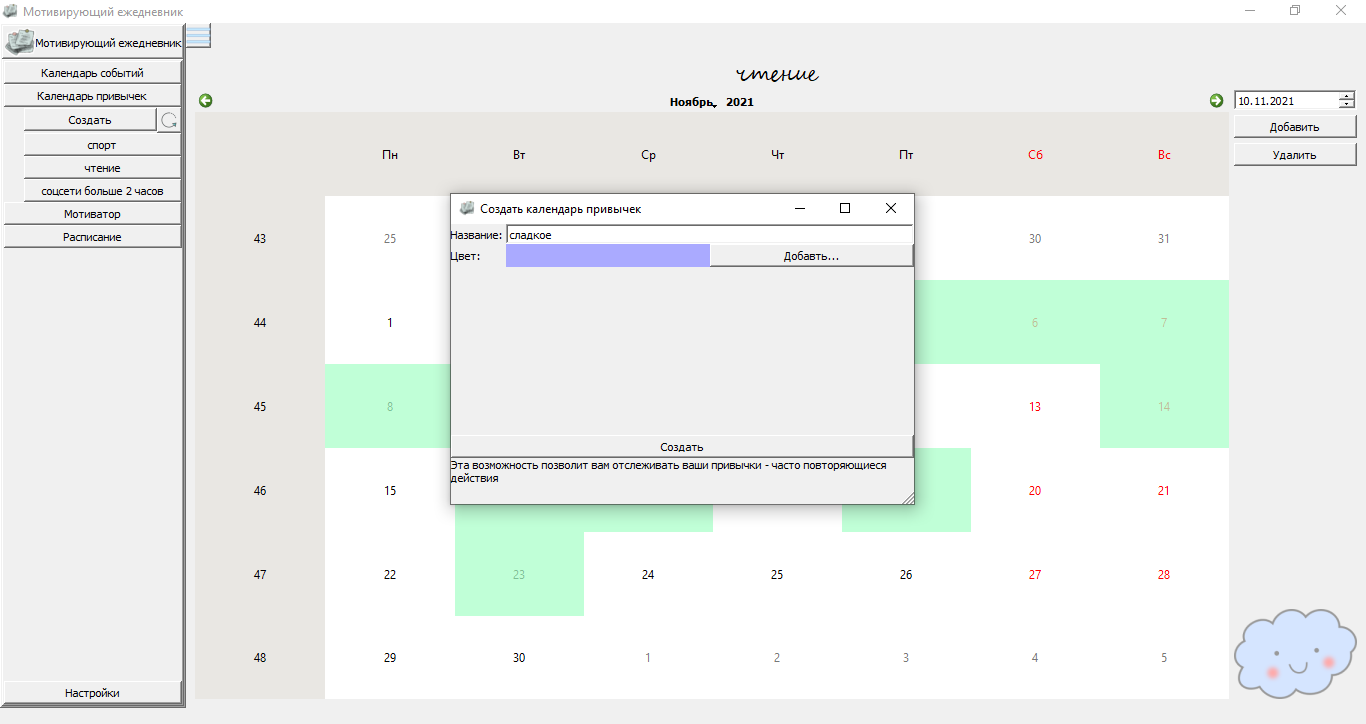 Мотивирующий ежедневник
Мотивирующий ежедневник
Календарь событий
Календарь привычек
Создать
спорт
чтение
соцсети больше 2 часов
Мотиватор
Расписание
Настройки
чтение
Ноябрь, 2021
10.11.2021
Добавить
Удалить
Пн Вт Ср Чт Пт Сб Вс
43 25 30 31
44 1 6 7
45 8 13 14
46 15 20 21
47 22 23 24 25 26 27 28
48 29 30 1 2 3 4 5
Создать календарь привычек
Название: сладкое
Цвет: Добавть...
Создать
Эта возможность позволит вам отслеживать ваши привычки - часто повторяющиеся
действия